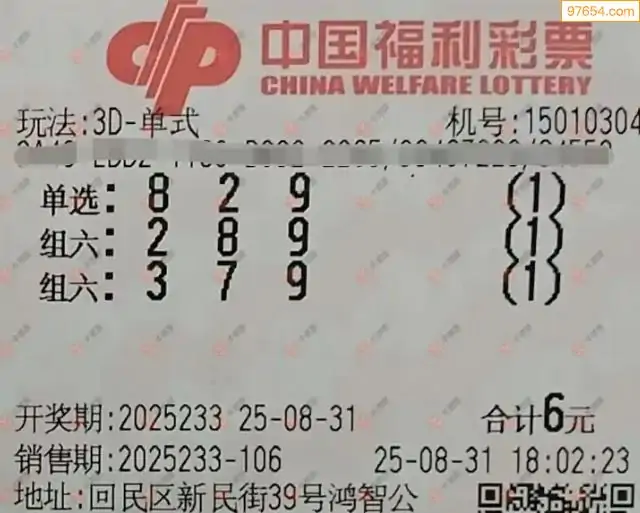 97654.com
中国福利彩票
CHINA WELFARE LOTTERY
玩法:3D-单式 机号:15010304
单选: 8 2 9 (1)
组六: 2 8 9 (1)
组六: 3 7 9 (1)
开奖期:2025233 25-08-31 合计6元
销售期:2025233-106 25-08-31 18:02:23
地址:回民区新民街39号鸿智公